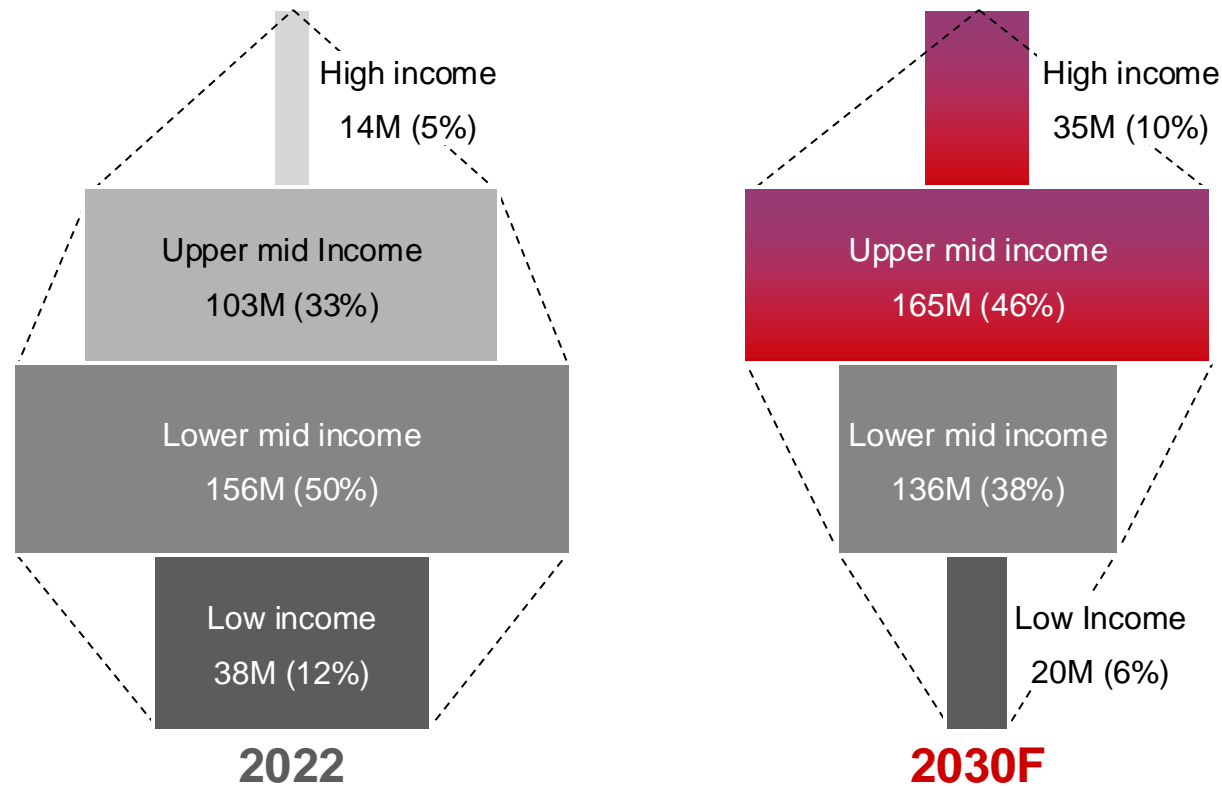 High income
14M (5%)
Upper mid Income
103M (33%)
Lower mid income
156M (50%)
Low income
38M (12%)
2022
High income
35M (10%)
Upper mid income
165M (46%)
Lower mid income
136M (38%)
Low Income
20M (6%)
2030F